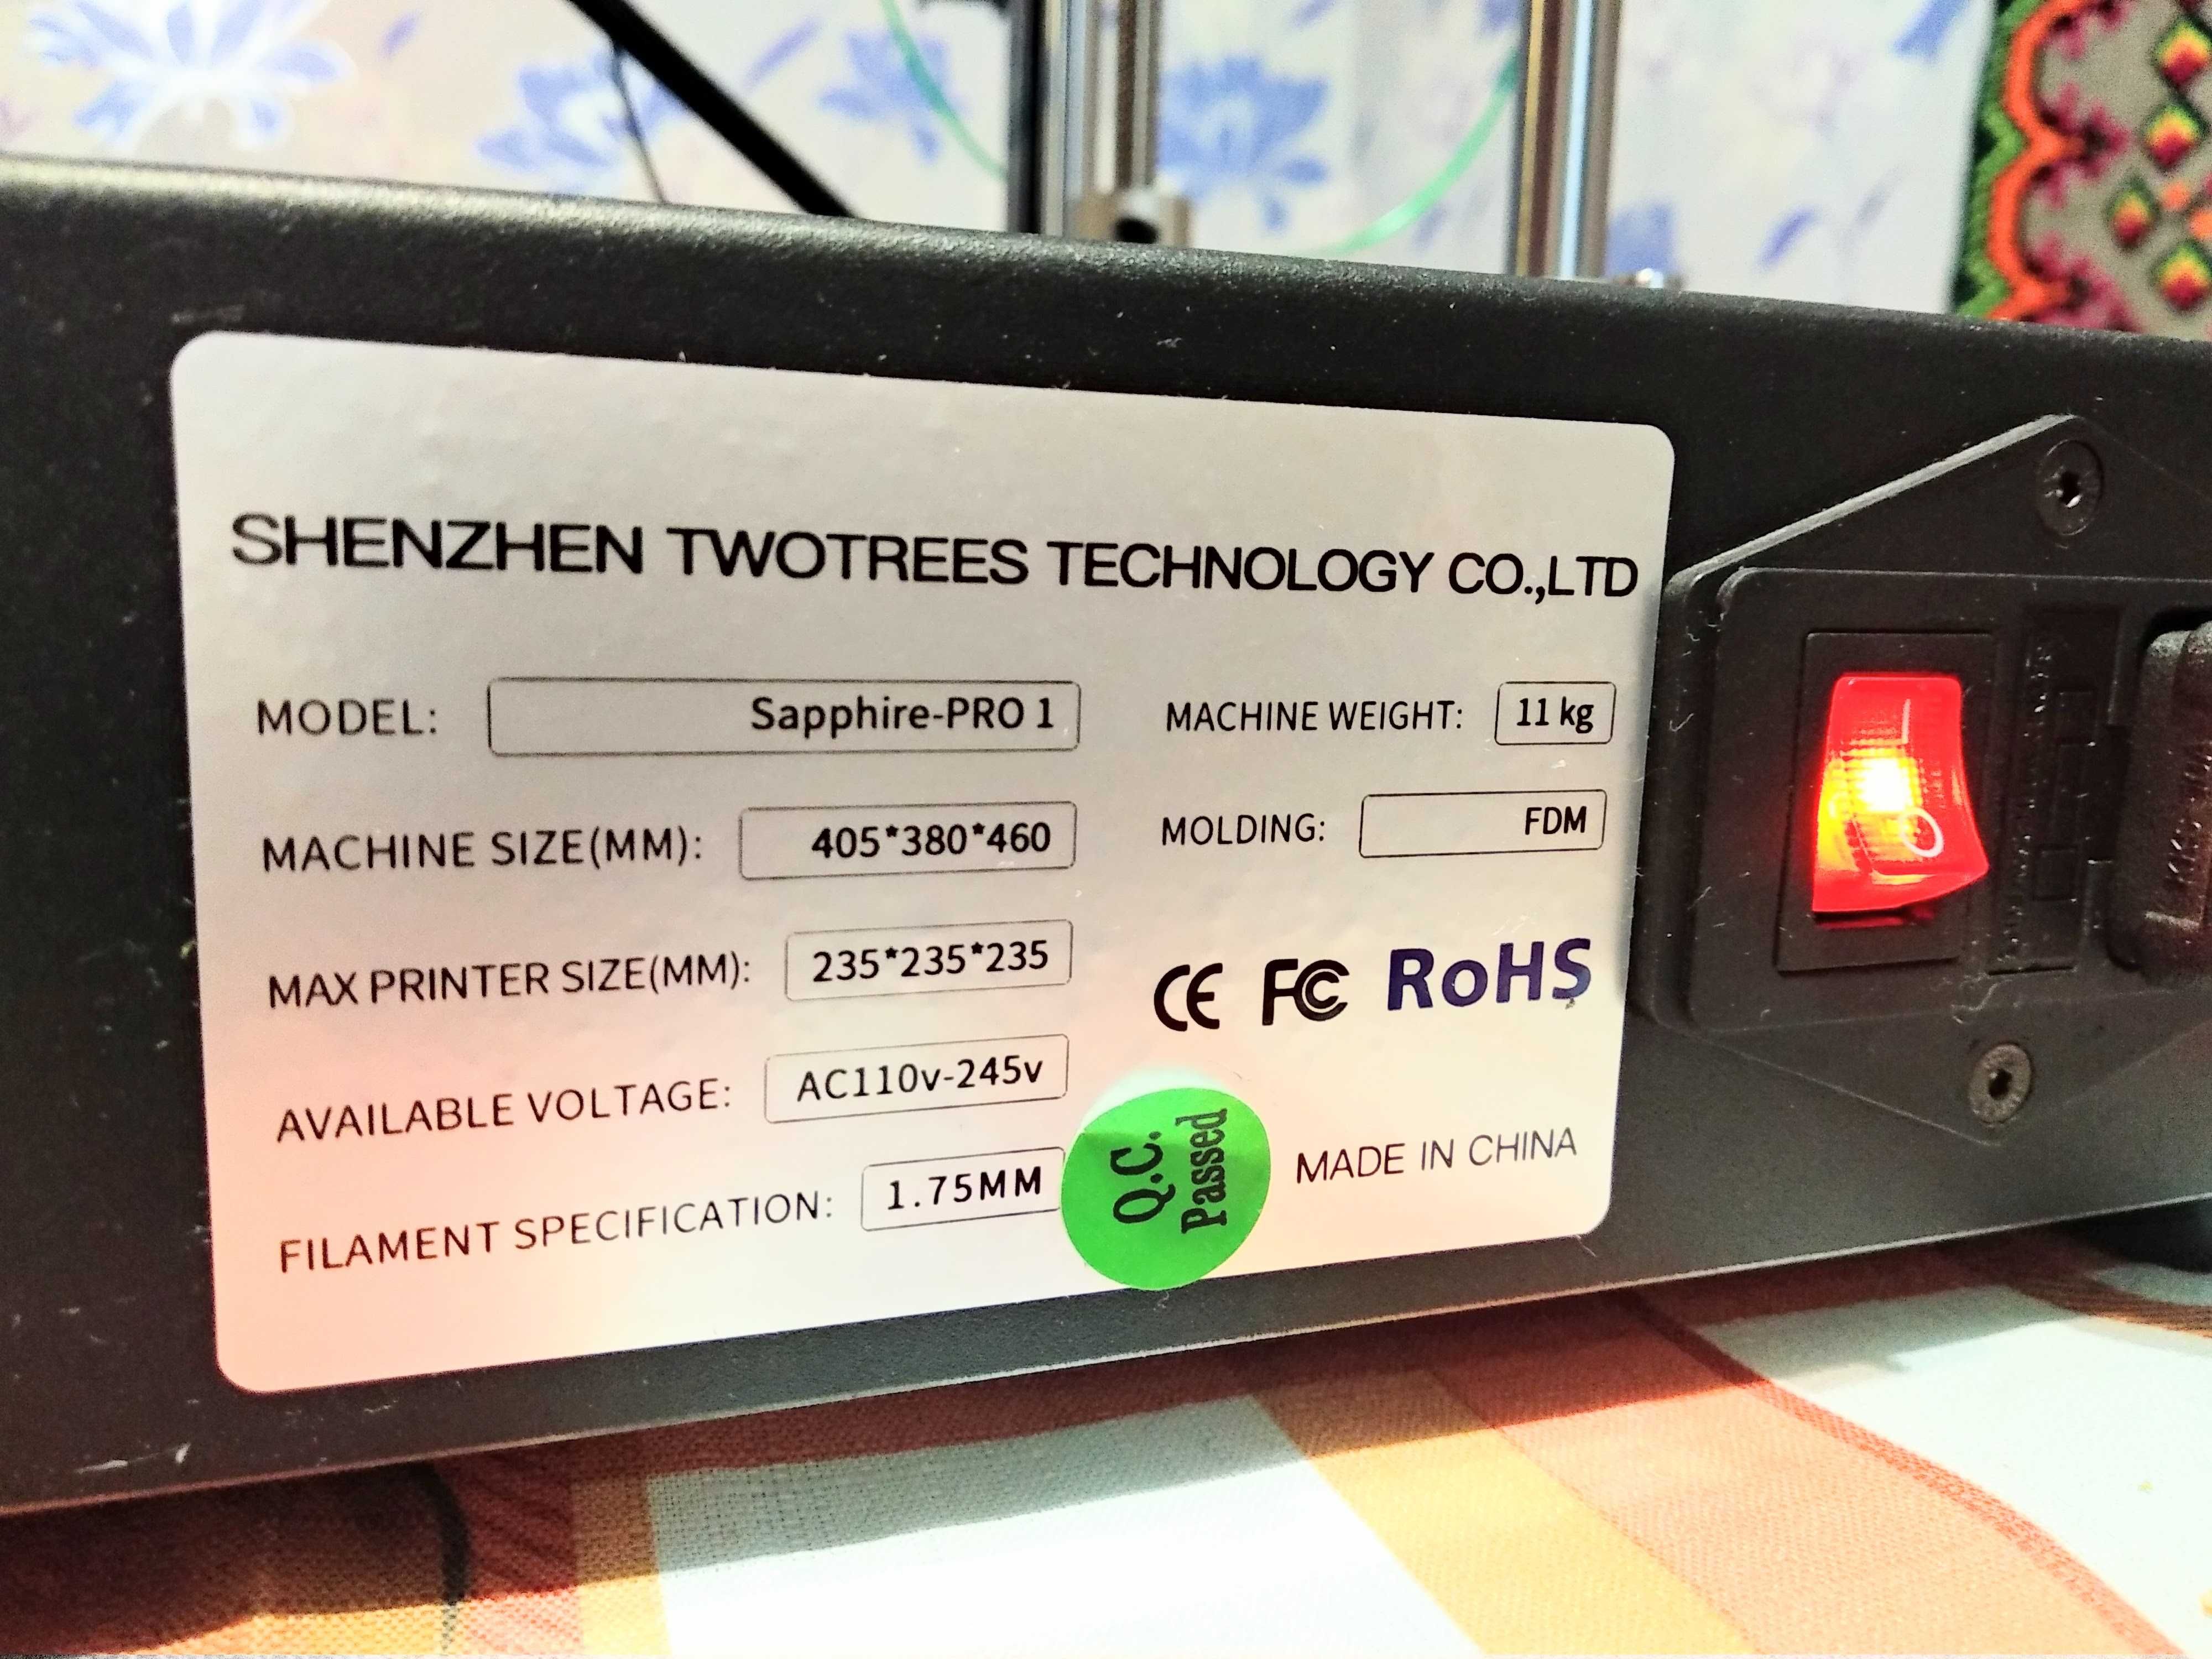 SHENZHEN TWOTREES TECHNOLOGY CO.,LTD
MODEL: Sapphire-PRO 1
MACHINE WEIGHT: 11 kg
MACHINE SIZE(MM): 405*380*460
MOLDING: FDM
MAX PRINTER SIZE(MM): 235*235*235
CE FC RoHS
AVAILABLE VOLTAGE: AC110v-245v
FILAMENT SPECIFICATION: 1.75MM
Q.C.
Passed
MADE IN CHINA